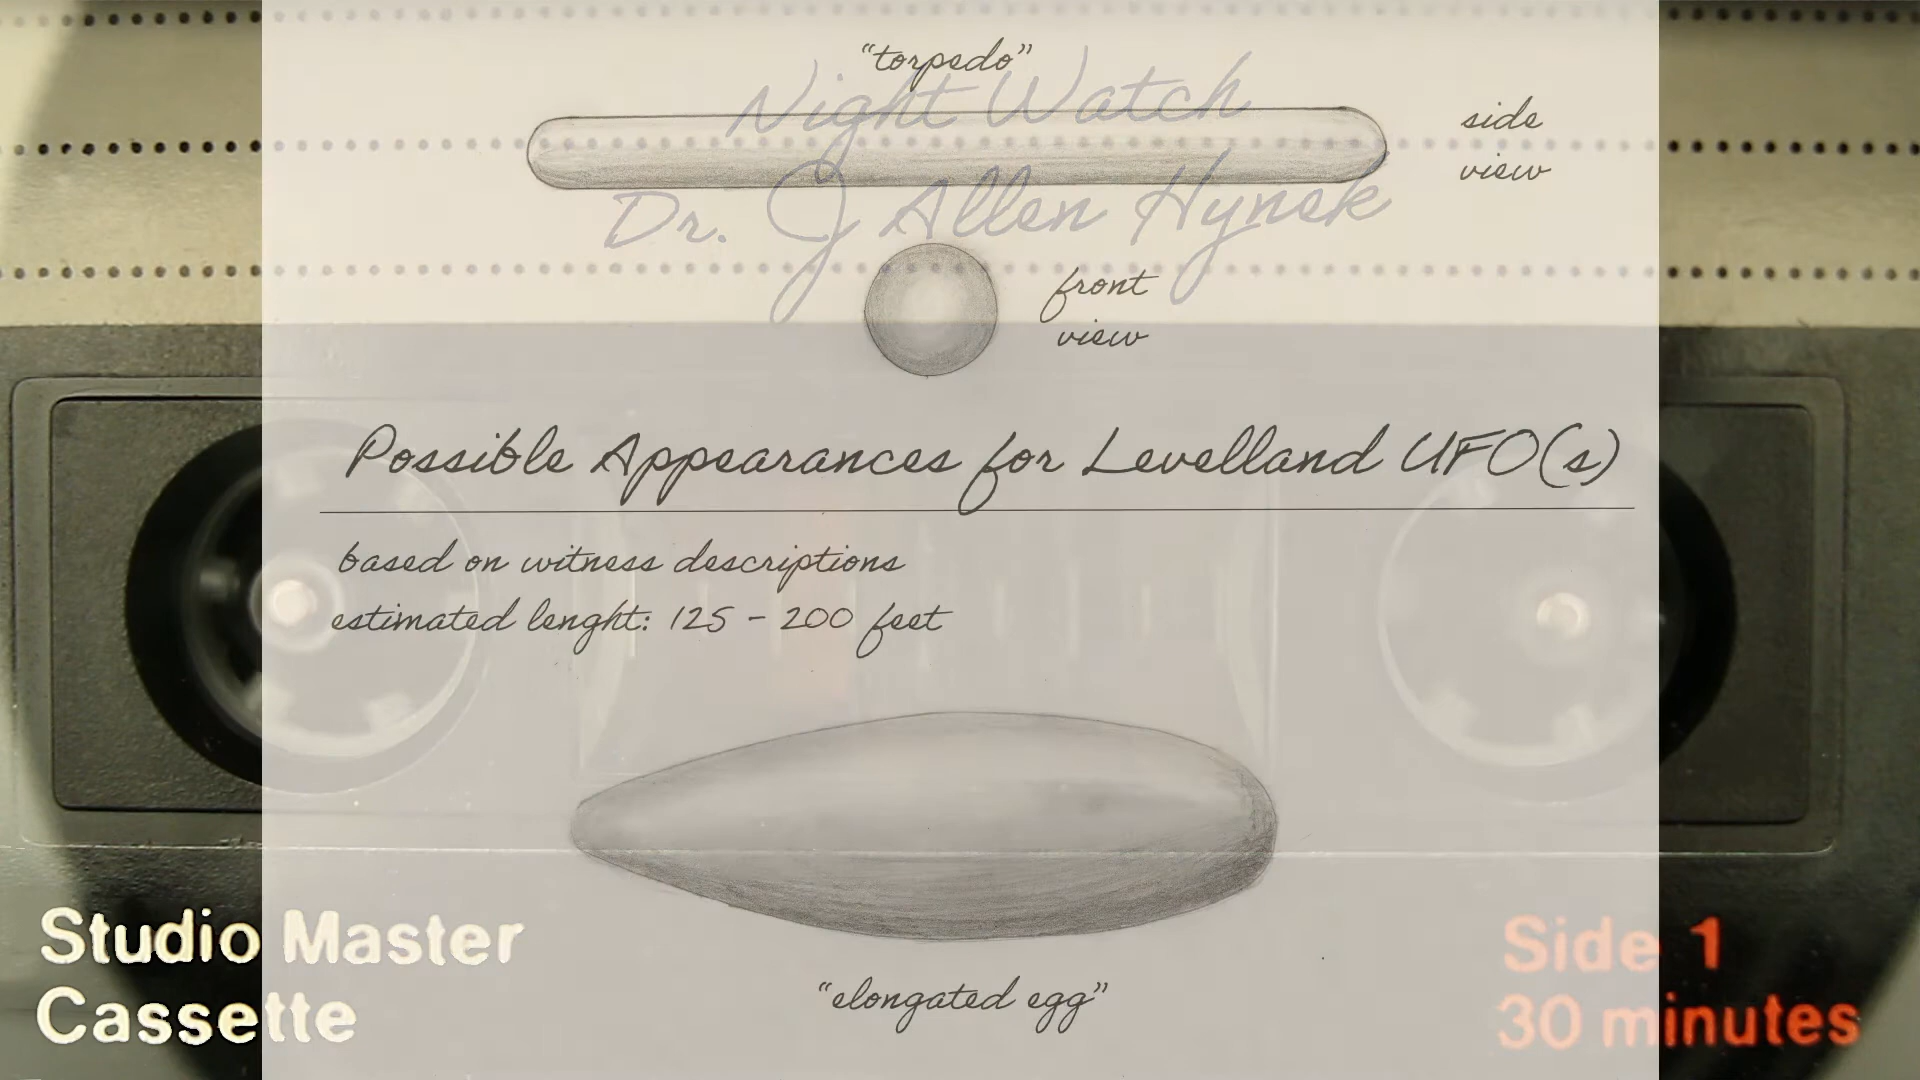 "torpedo"
Night Watch
side
view
Dr. J Allen Hynek
front
view
Possible Appearances for Levelland UFO(s)
based on witness descriptions
estimated lenght: 125 - 200 feet
Studio Master
Cassette
Side 1
30 minutes
"elongated egg"